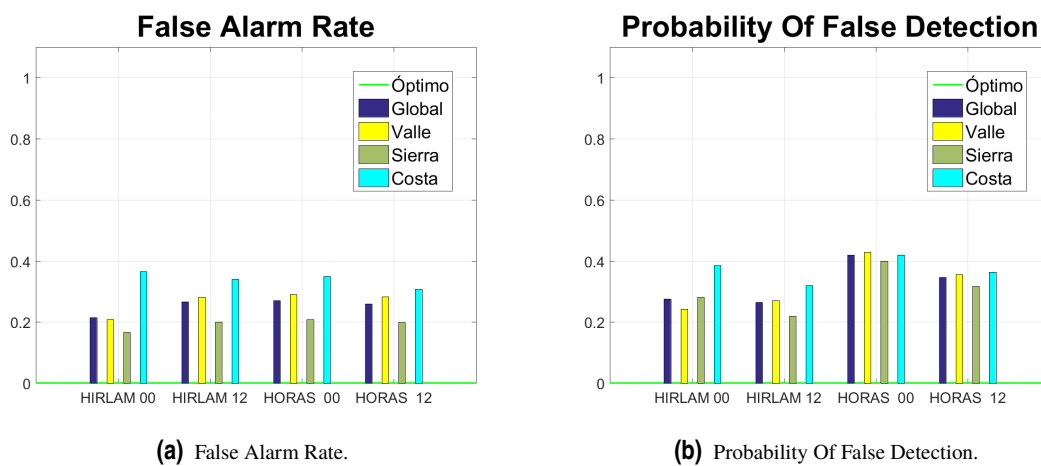 False Alarm Rate
1
0.8
0.6
0.4
0.2
0
Óptimo
Global
Valle
Sierra
Costa
HIRLAM 00 HIRLAM 12 HORAS 00 HORAS 12
(a) False Alarm Rate.
Probability Of False Detection
1
0.8
0.6
0.4
0.2
0
Óptimo
Global
Valle
Sierra
Costa
HIRLAM 00 HIRLAM 12 HORAS 00 HORAS 12
(b) Probability Of False Detection.